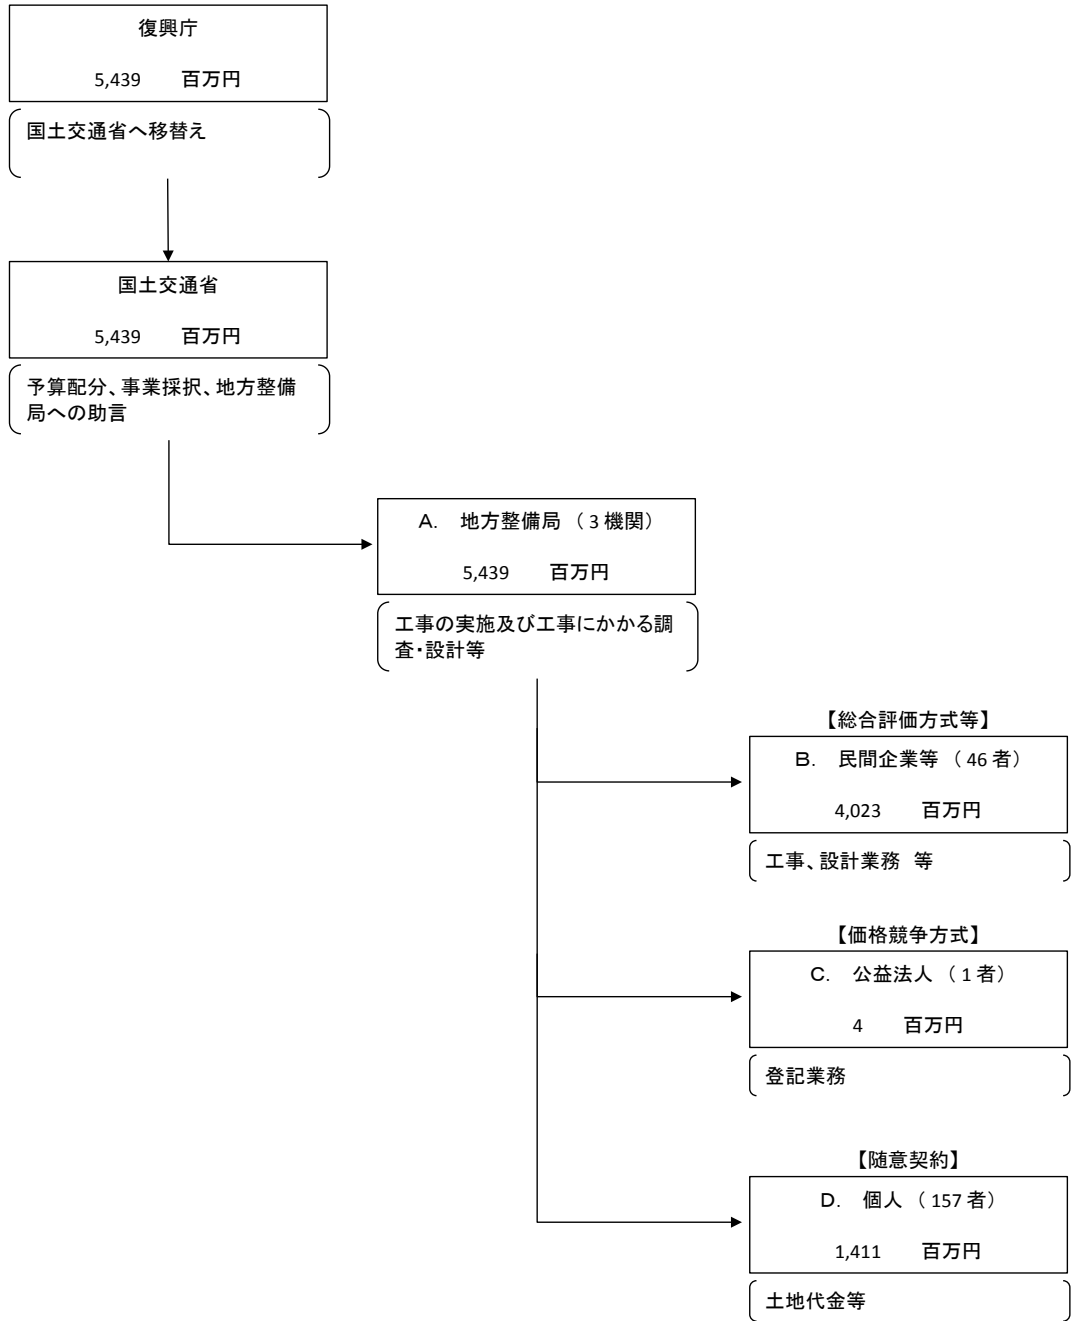 復興庁
5,439 百万円
国土交通省へ移替え
国土交通省
5,439 百万円
予算配分、事業採択、地方整備
局への助言
A. 地方整備局 （ 3 機関）
5,439 百万円
工事の実施及び工事にかかる調
査・設計等
【総合評価方式等】
B. 民間企業等 （ 46 者）
4,023 百万円
工事、設計業務 等
【価格競争方式】
C. 公益法人 （ 1 者）
4 百万円
登記業務
【随意契約】
D. 個人 （ 157 者）
1,411 百万円
土地代金等